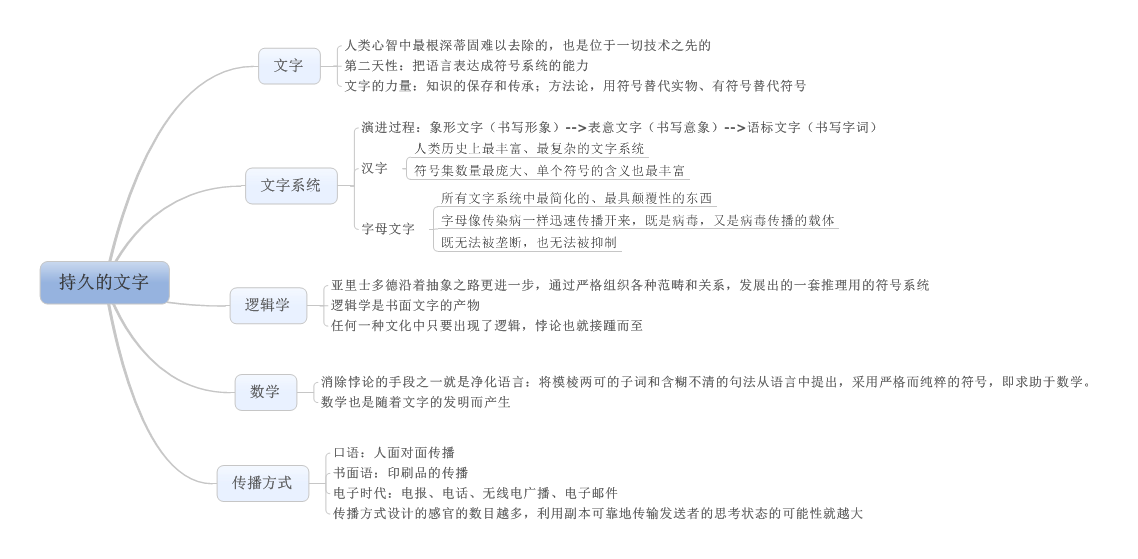 持久的文字
文字
人类心智中最根深蒂固难以去除的，也是位于一切技术之先的
第二天性：把语言表达成符号系统的能力
文字的力量：知识的保存和传承；方法论，用符号替代实物、有符号替代符号
文字系统
演进过程：象形文字（书写形象）-->表意文字（书写意象）-->语标文字（书写字词）
汉字
人类历史上最丰富、最复杂的文字系统
符号集数量最庞大、单个符号的含义也最丰富
字母文字
所有文字系统中最简化的、最具颠覆性的东西
字母像传染病一样迅速传播开来，既是病毒，又是病毒传播的载体
既无法被垄断，也无法被抑制
逻辑学
亚里士多德沿着抽象之路更进一步，通过严格组织各种范畴和关系，发展出的一套推理用的符号系统
逻辑学是书面文字的产物
任何一种文化中只要出现了逻辑，悖论也就接踵而至
数学
消除悖论的手段之一就是净化语言：将模棱两可的子词和含糊不清的句法从语言中提出，采用严格而纯粹的符号，即求助于数学。
数学也是随着文字的发明而产生
传播方式
口语：人面对面传播
书面语：印刷品的传播
电子时代：电报、电话、无线电广播、电子邮件
传播方式设计的感官的数目越多，利用副本可靠地传输发送者的思考状态的可能性就越大